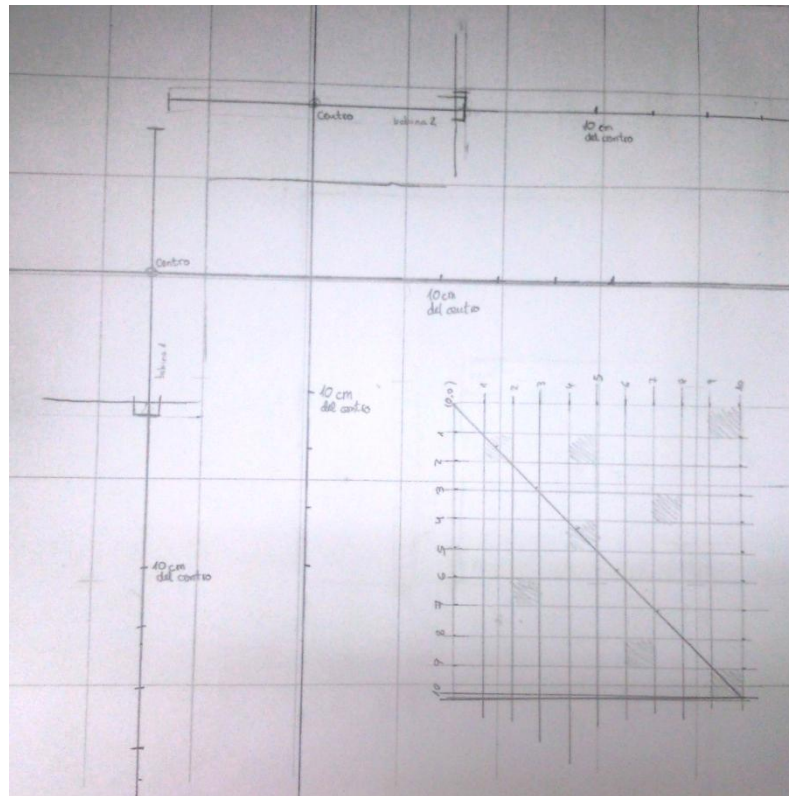 Centro
bobina 2
10 cm
del centro
Centro
10 cm
del centro
bobina 1
10 cm
del centro
10 cm
del centro
(0,0)
1 2 3 4 5 6 7 8 9 10
1
2
3
4
5
6
7
8
9
10